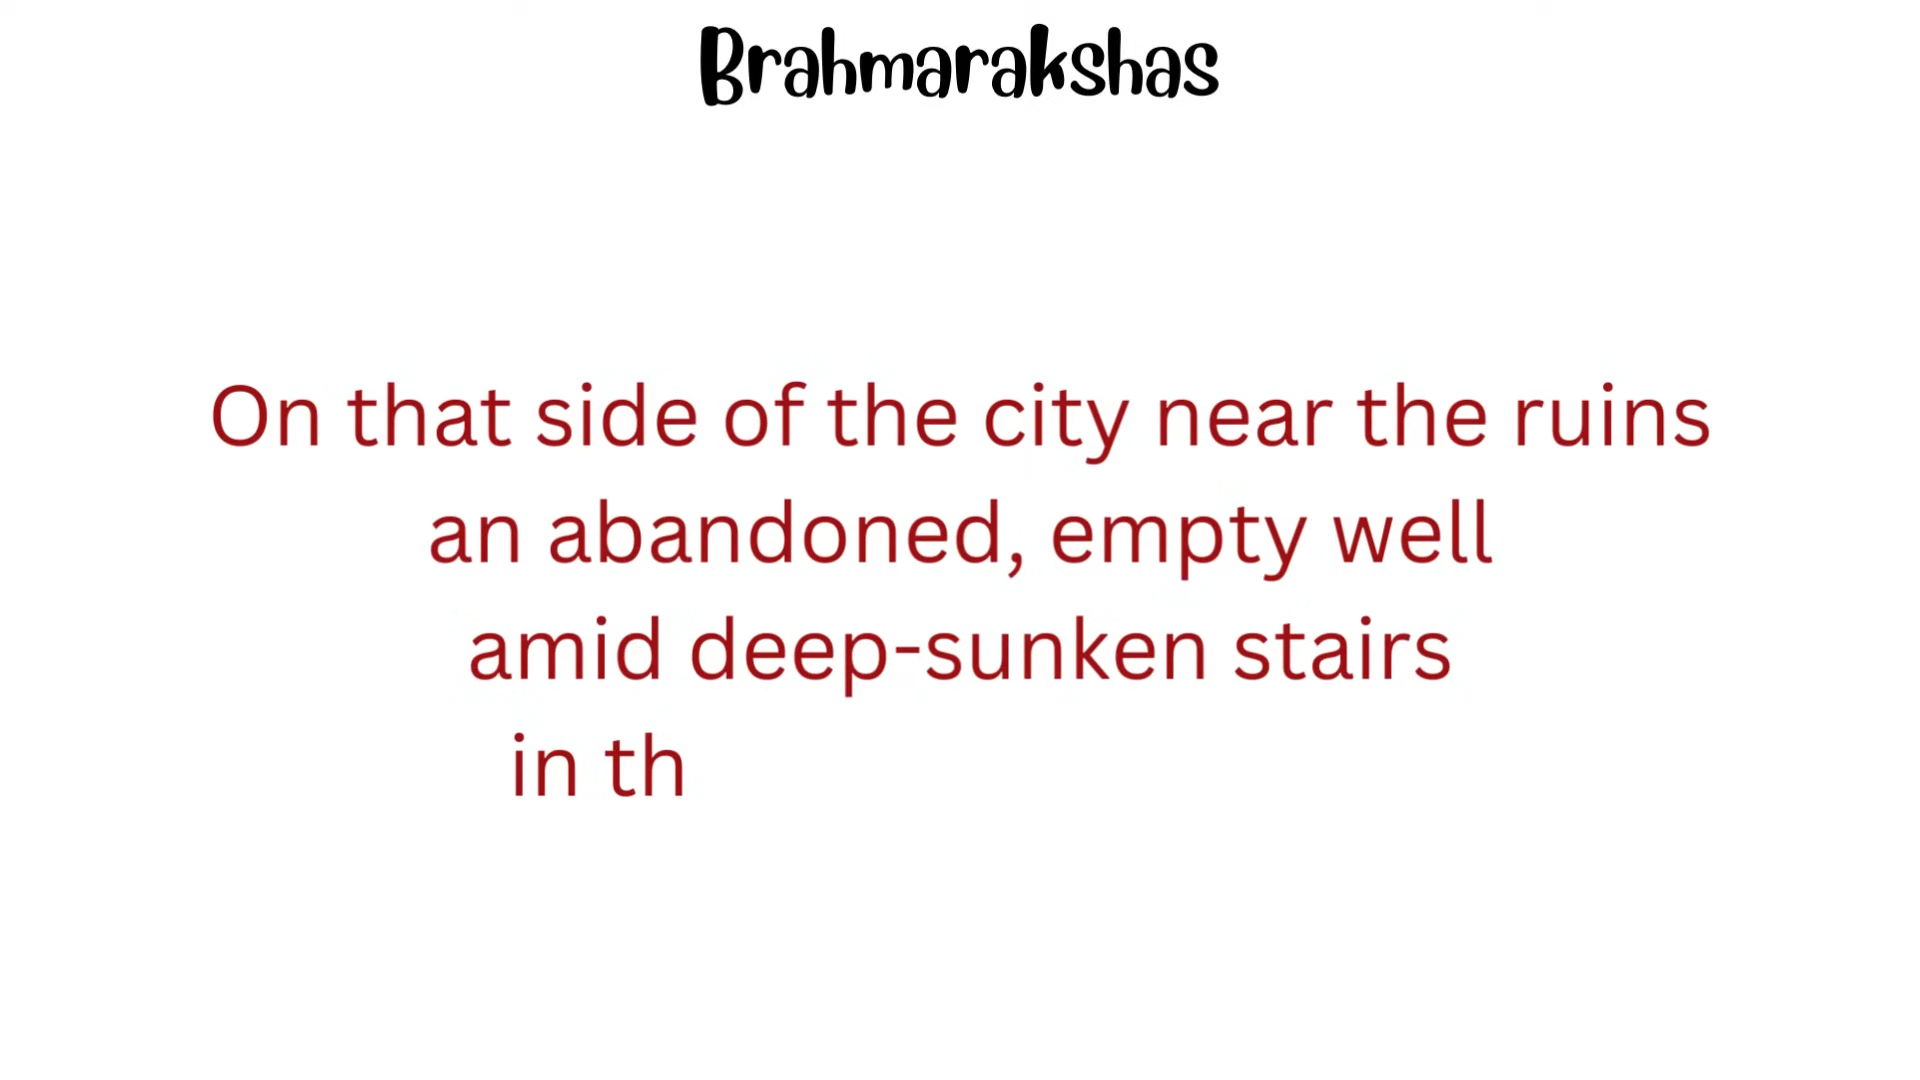 Brahmarakshas
On that side of the city near the ruins
an abandoned, empty well
amid deep-sunken stairs
in th